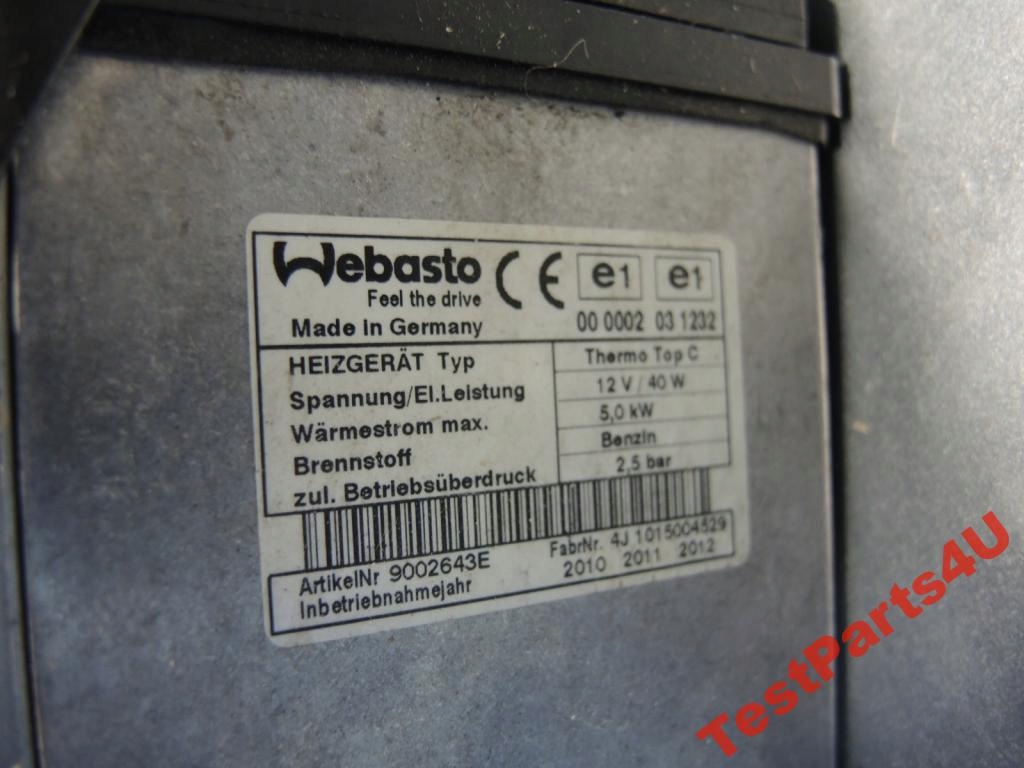 Webasto
Feel the drive
CE e1 e1
Made in Germany 00 0002 03 1232
HEIZGERÄT Typ Thermo Top C
Spannung/El.Leistung 12 V / 40 W
Wärmestrom max. 5,0 kW
Brennstoff Benzin
zul. Betriebsüberdruck 2,5 bar
ArtikelNr 9002643E FabrNr. 4J 1015004529
Inbetriebnahmejahr 2010 2011 2012
TestParts4U